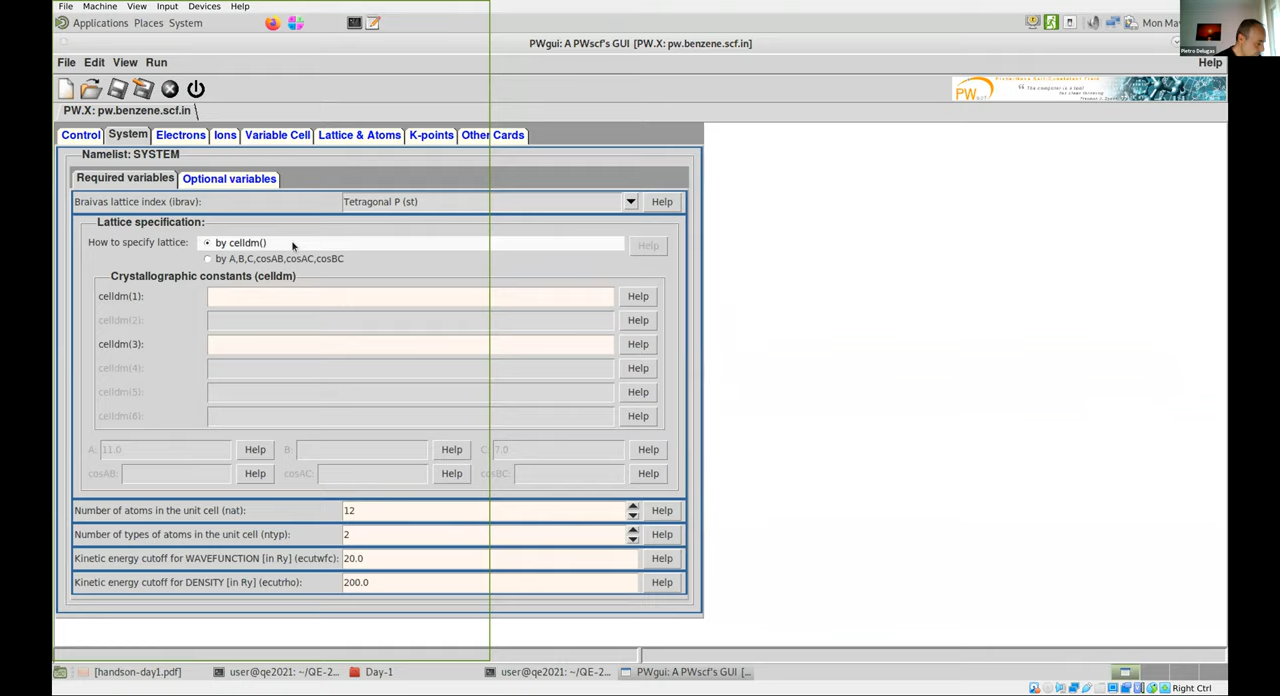 File Machine View Input Devices Help
Applications Places System
Mon Ma
PWgui: A PWscf's GUI [PW.X: pw.benzene.scf.in]
Pietro Delugas
File Edit View Run Help
PW
PW.X: pw.benzene.scf.in
Control System Electrons Ions Variable Cell Lattice & Atoms K-points Other Cards
Namelist: SYSTEM
Required variables Optional variables
Braivas lattice index (ibrav): Tetragonal P (st) Help
Lattice specification:
How to specify lattice: by celldm() Help
by A,B,C,cosAB,cosAC,cosBC
Crystallographic constants (celldm)
celldm(1): Help
celldm(2): Help
celldm(3): Help
celldm(4): Help
celldm(5): Help
celldm(6): Help
A: 11.0 Help B: Help C: 7.0 Help
cosAB: Help cosAC: Help cosBC: Help
Number of atoms in the unit cell (nat): 12 Help
Number of types of atoms in the unit cell (ntyp): 2 Help
Kinetic energy cutoff for WAVEFUNCTION [in Ry] (ecutwfc): 20.0 Help
Kinetic energy cutoff for DENSITY [in Ry] (ecutrho): 200.0 Help
[handson-day1.pdf] user@qe2021: ~/QE-2... Day-1 user@qe2021: ~/QE-2... PWgui: A PWscf's GUI [...
Right Ctrl